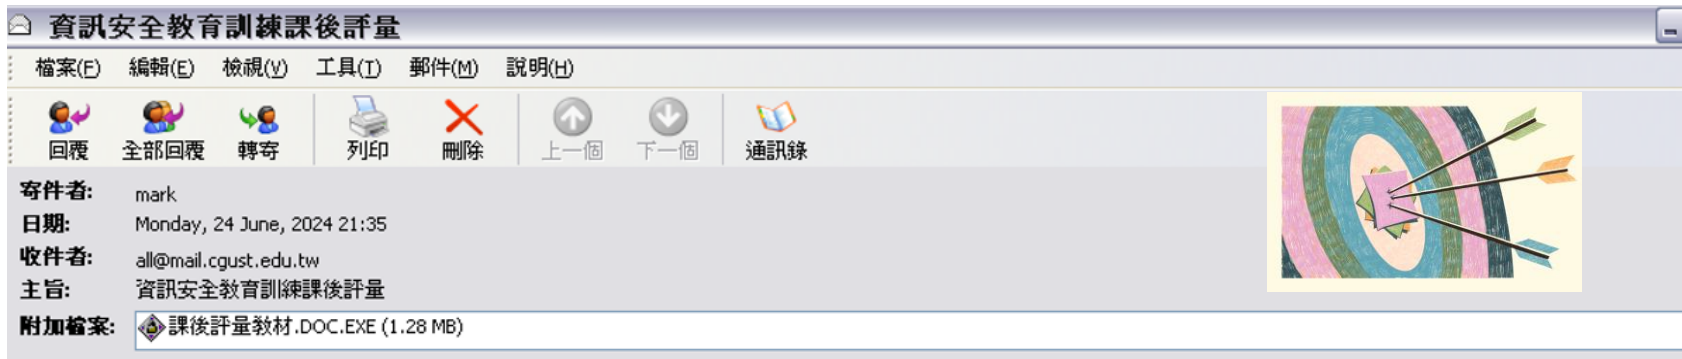 資訊安全教育訓練課後評量
檔案(F) 編輯(E) 檢視(V) 工具(T) 郵件(M) 說明(H)
回覆 全部回覆 轉寄 列印 刪除 上一個 下一個 通訊錄
寄件者: mark
日期: Monday, 24 June, 2024 21:35
收件者: all@mail.cgust.edu.tw
主旨: 資訊安全教育訓練課後評量
附加檔案: 課後評量教材.DOC.EXE (1.28 MB)